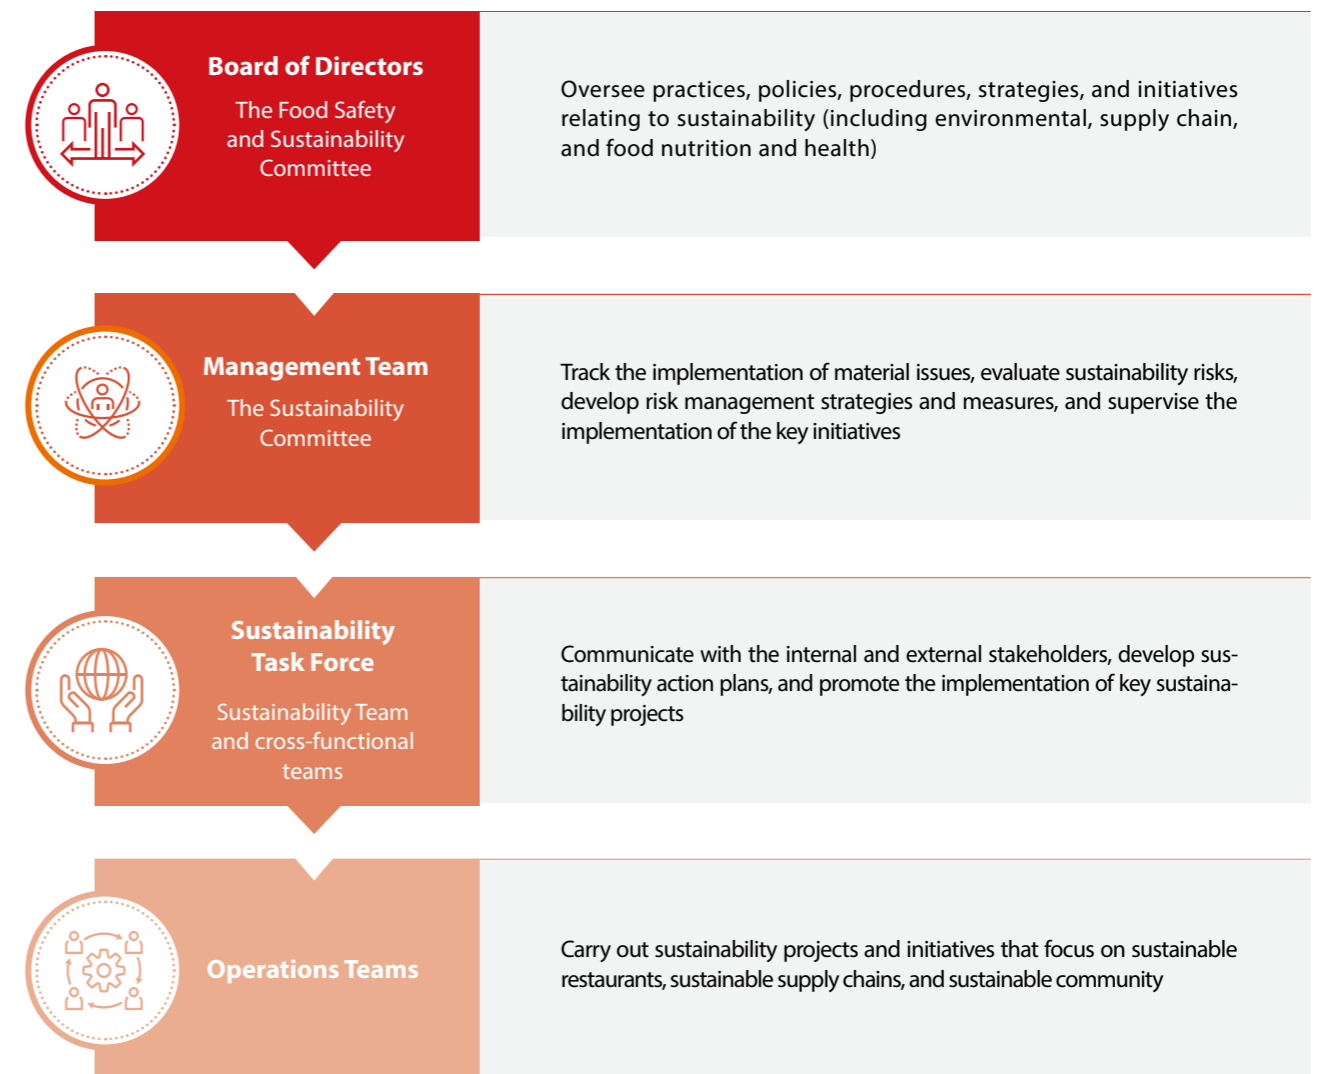 Board of Directors
The Food Safety
and Sustainability
Committee
Oversee practices, policies, procedures, strategies, and initiatives
relating to sustainability (including environmental, supply chain,
and food nutrition and health)
Management Team
The Sustainability
Committee
Track the implementation of material issues, evaluate sustainability risks,
develop risk management strategies and measures, and supervise the
implementation of the key initiatives
Sustainability
Task Force
Sustainability Team
and cross-functional
teams
Communicate with the internal and external stakeholders, develop sus-
tainability action plans, and promote the implementation of key sustaina-
bility projects
Operations Teams
Carry out sustainability projects and initiatives that focus on sustainable
restaurants, sustainable supply chains, and sustainable community